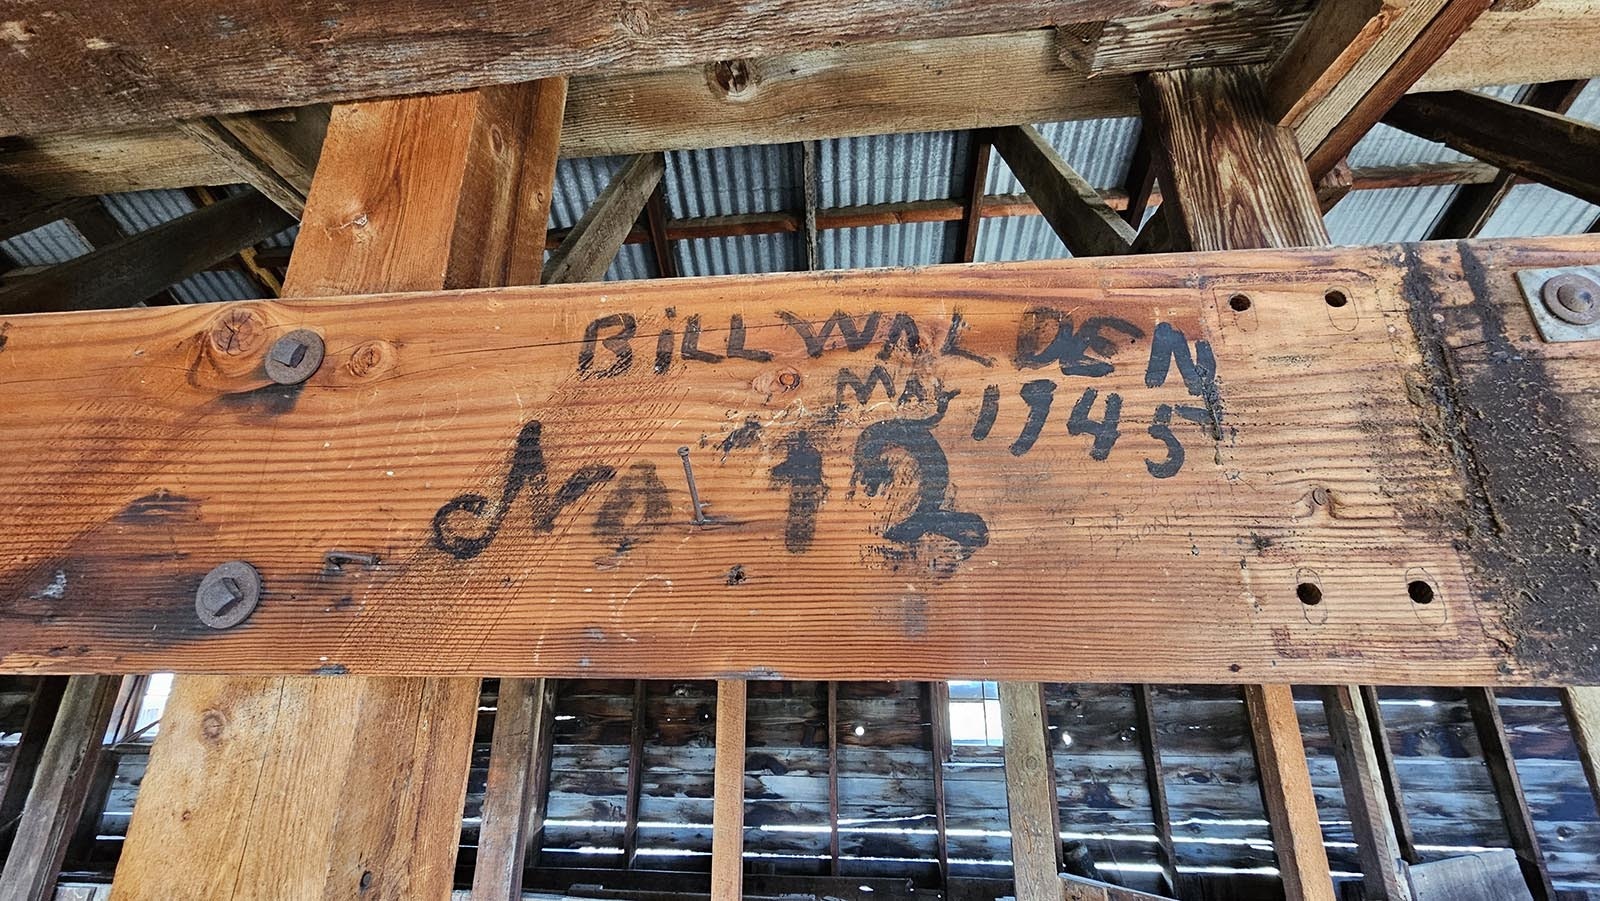 BiLL WALDEN
MAY 1945
No 12